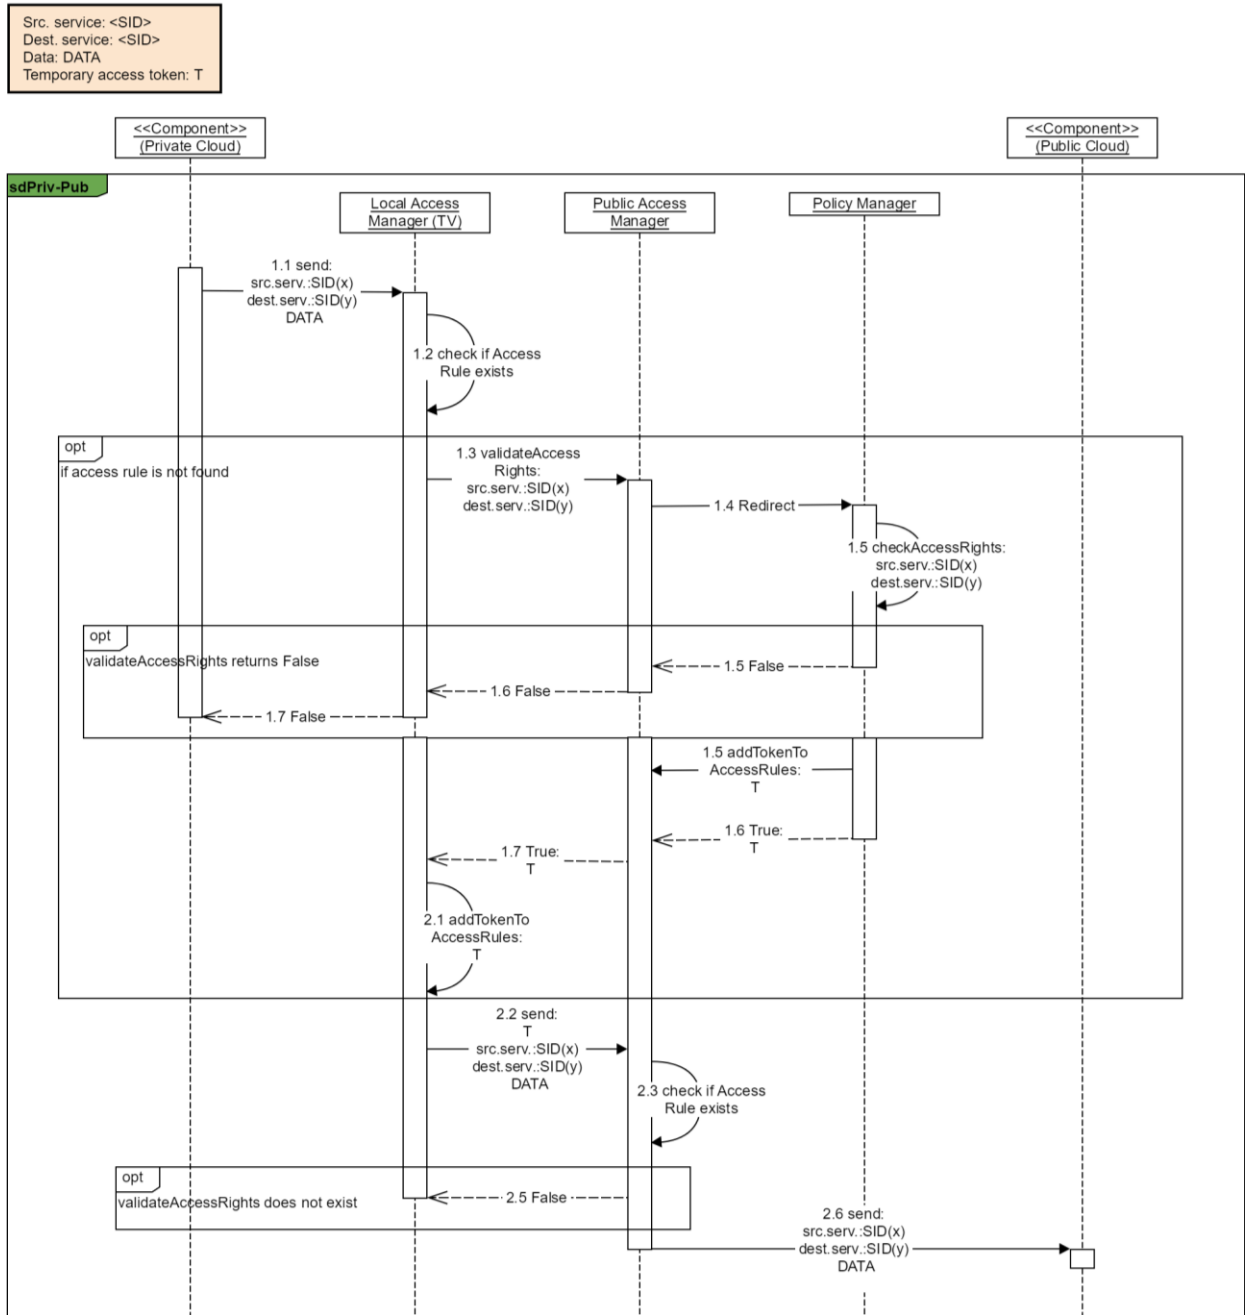 Src. service: <SID>
Dest. service: <SID>
Data: DATA
Temporary access token: T
<<Component>>
(Private Cloud)
<<Component>>
(Public Cloud)
sdPriv-Pub
Local Access
Manager (TV)
Public Access
Manager
Policy Manager
1.1 send:
src.serv.:SID(x)
dest.serv.:SID(y)
DATA
1.2 check if Access
Rule exists
opt
if access rule is not found
1.3 validateAccess
Rights:
src.serv.:SID(x)
dest.serv.:SID(y)
1.4 Redirect
1.5 checkAccessRights:
src.serv.:SID(x)
dest.serv.:SID(y)
opt
validateAccessRights returns False
1.5 False
1.6 False
1.7 False
1.5 addTokenTo
AccessRules:
T
1.6 True:
T
1.7 True:
T
2.1 addTokenTo
AccessRules:
T
2.2 send:
T
src.serv.:SID(x)
dest.serv.:SID(y)
DATA
2.3 check if Access
Rule exists
opt
validateAccessRights does not exist
2.5 False
2.6 send:
src.serv.:SID(x)
dest.serv.:SID(y)
DATA